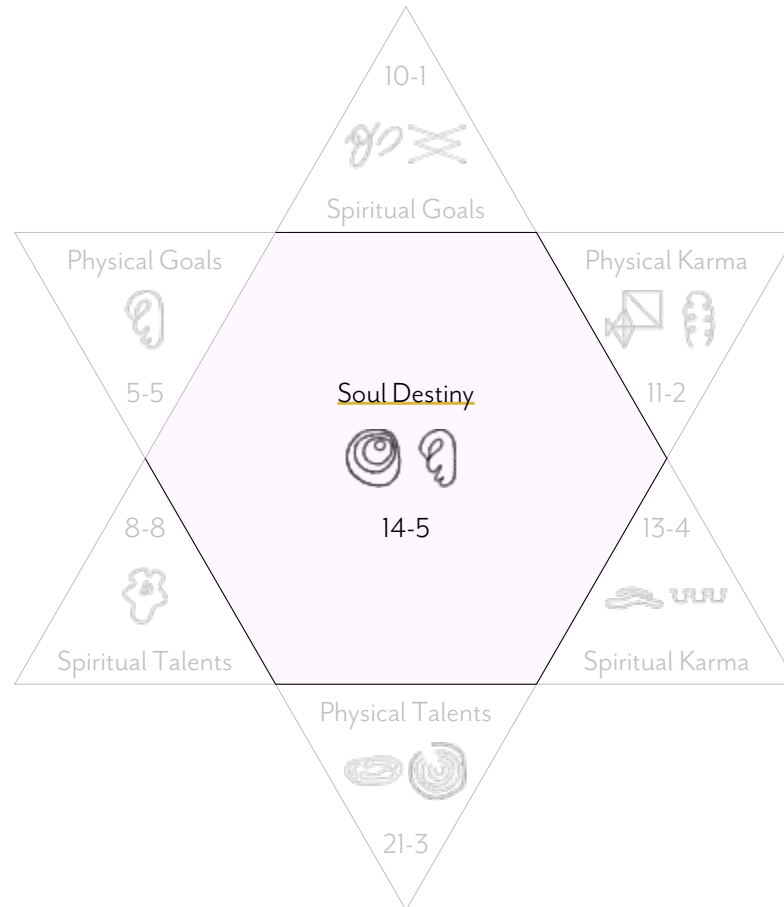 10-1
Spiritual Goals
Physical Goals
5-5
Physical Karma
11-2
Soul Destiny
14-5
8-8
Spiritual Talents
13-4
Spiritual Karma
Physical Talents
21-3